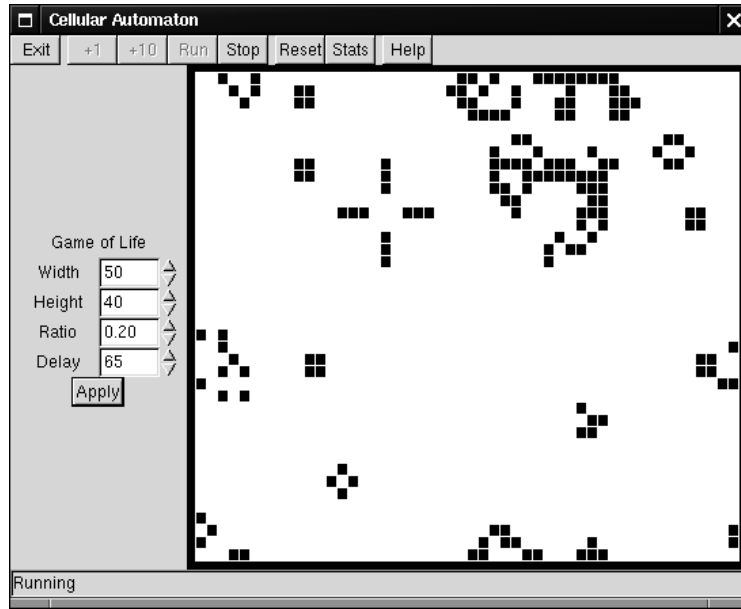 Cellular Automaton
Exit +1 +10 Run Stop Reset Stats Help
Game of Life
Width 50
Height 40
Ratio 0.20
Delay 65
Apply
Running